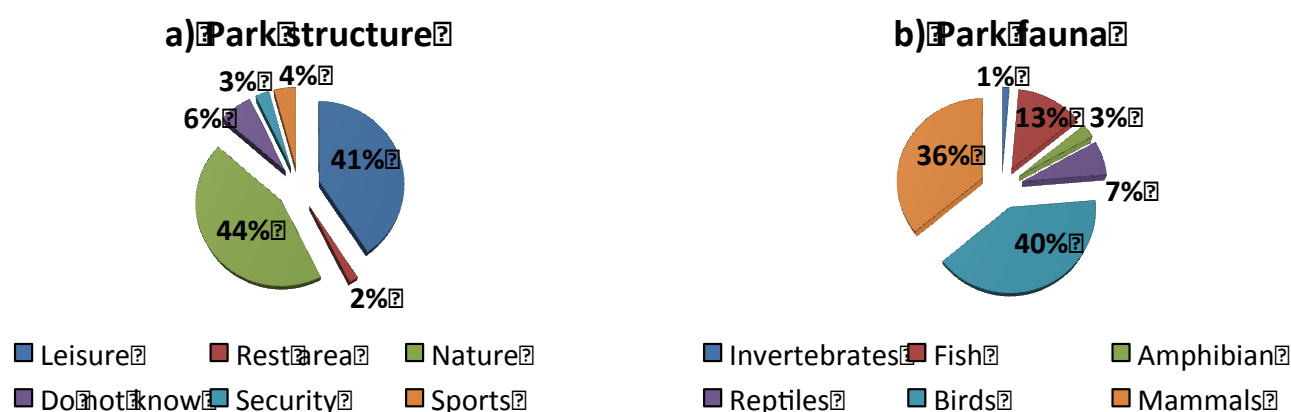 a)⍰Park⍰structure⍰
3%⍰
4%⍰
6%⍰
41%⍰
44%⍰
2%⍰
Leisure⍰ Rest⍰area⍰ Nature⍰
Do⍰not⍰know⍰ Security⍰ Sports⍰
b)⍰Park⍰fauna⍰
1%⍰
13%⍰
3%⍰
36%⍰
7%⍰
40%⍰
Invertebrates⍰ Fish⍰ Amphibian⍰
Reptiles⍰ Birds⍰ Mammals⍰